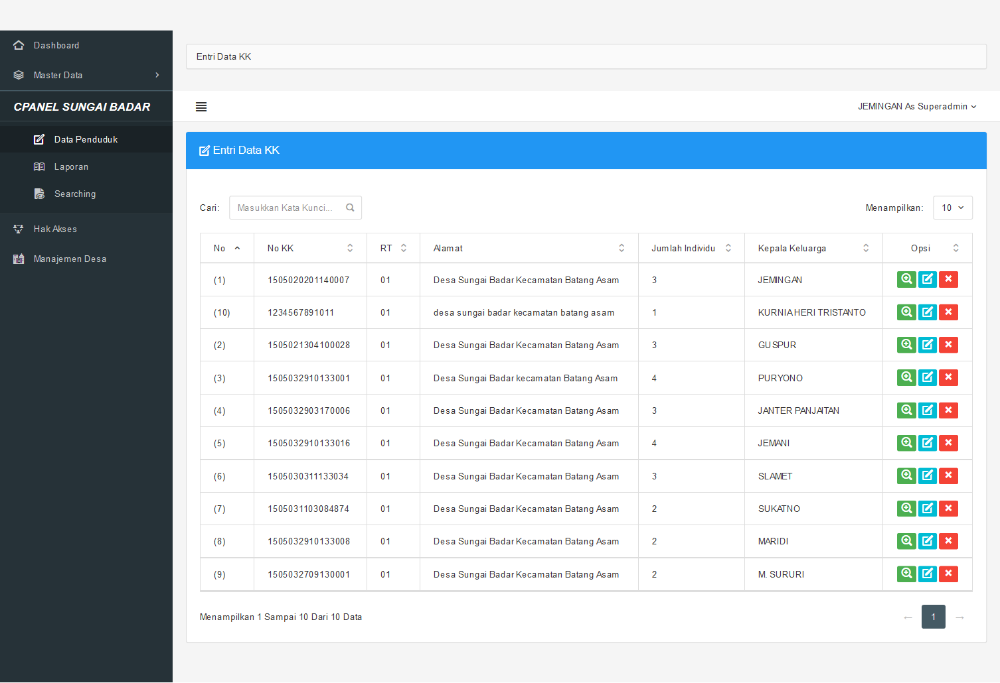 Dashboard
Master Data
CPANEL SUNGAI BADAR
Data Penduduk
Laporan
Searching
Hak Akses
Manajemen Desa
Entri Data KK
JEMINGAN As Superadmin
Entri Data KK
Cari: Masukkan Kata Kunci... Menampilkan: 10
No No KK RT Alamat Jumlah Individu Kepala Keluarga Opsi
(1) 1505020201140007 01 Desa Sungai Badar Kecamatan Batang Asam 3 JEMINGAN
(10) 1234567891011 01 desa sungai badar kecamatan batang asam 1 KURNIA HERI TRISTANTO
(2) 1505021304100028 01 Desa Sungai Badar Kecamatan Batang Asam 3 GUSPUR
(3) 1505032910133001 01 Desa Sungai Badar kecamatan Batang Asam 4 PURYONO
(4) 1505032903170006 01 Desa Sungai Badar Kecamatan Batang Asam 3 JANTER PANJAITAN
(5) 1505032910133016 01 Desa Sungai Badar Kecamatan Batang Asam 4 JEMANI
(6) 1505030311133034 01 Desa Sungai Badar Kecamatan Batang Asam 3 SLAMET
(7) 1505031103084874 01 Desa Sungai Badar Kecamatan Batang Asam 2 SUKATNO
(8) 1505032910133008 01 Desa Sungai Badar Kecamatan Batang Asam 2 MARIDI
(9) 1505032709130001 01 Desa Sungai Badar Kecamatan Batang Asam 2 M. SURURI
Menampilkan 1 Sampai 10 Dari 10 Data ← 1 →